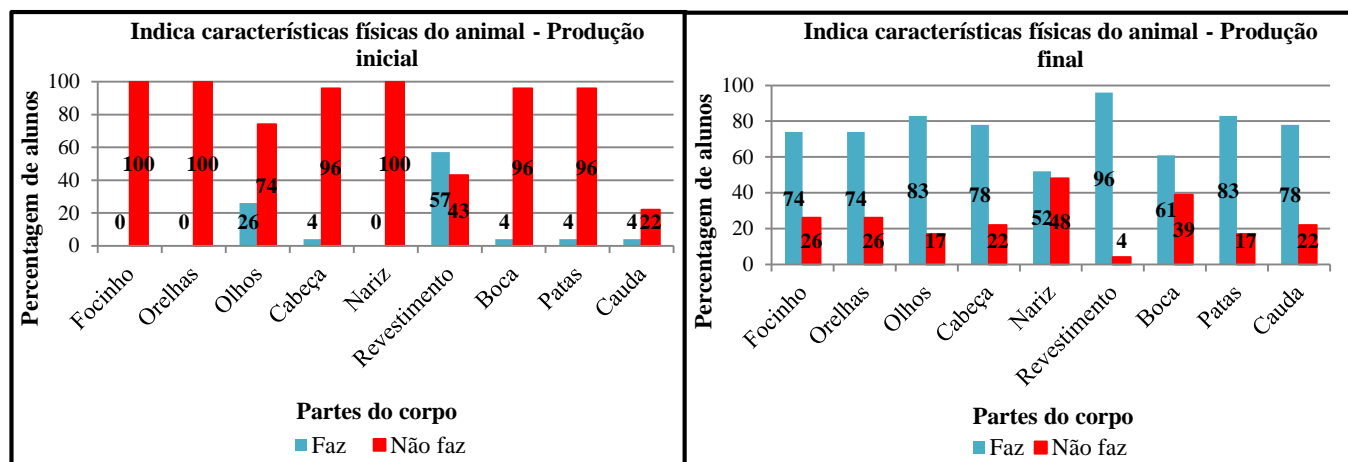 Indica características físicas do animal - Produção
inicial
Percentagem de alunos
100
80
60
40
20
0
0 100 0 100 26 74 4 96 0 100 57 43 4 96 4 96 4 22
Focinho
Orelhas
Olhos
Cabeça
Nariz
Revestimento
Boca
Patas
Cauda
Partes do corpo
Faz Não faz
Indica características físicas do animal - Produção
final
Percentagem de alunos
100
80
60
40
20
0
74 26 74 26 83 17 78 22 52 48 96 4 61 39 83 17 78 22
Focinho
Orelhas
Olhos
Cabeça
Nariz
Revestimento
Boca
Patas
Cauda
Partes do corpo
Faz Não faz